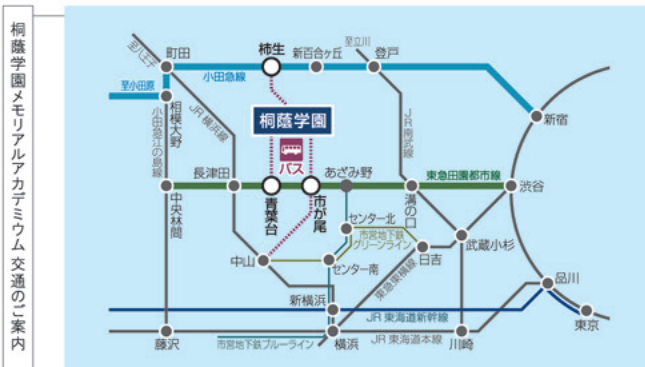 桐蔭学園メモリアルアカデミウム 交通のご案内
至八王子
町田
柿生
新百合ヶ丘
至立川
登戸
小田急線
至小田原
相模大野
小田急江の島線
JR横浜線
桐蔭学園
バス
JR南武線
新宿
長津田
あざみ野
東急田園都市線
渋谷
中央林間
青葉台
市が尾
溝の口
センター北
市営地下鉄
グリーンライン
日吉
武蔵小杉
中山
センター南
東急東横線
品川
新横浜
JR東海道新幹線
東京
藤沢
市営地下鉄ブルーライン
横浜
JR東海道本線
川崎